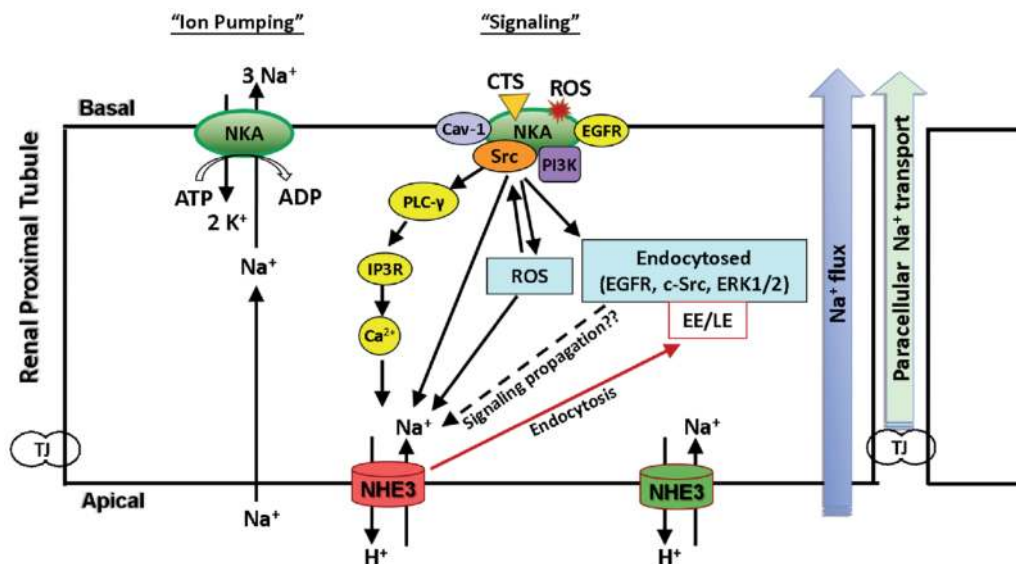 “Ion Pumping”
“Signaling”
3 Na⁺
CTS
ROS
Basal
NKA
Cav-1
NKA
EGFR
Src
PI3K
ATP
ADP
2 K⁺
PLC-γ
Na⁺
IP3R
ROS
Endocytosed
(EGFR, c-Src, ERK1/2)
EE/LE
Ca²⁺
Signaling propagation??
Endocytosis
Na⁺
Na⁺
TJ
TJ
Apical
NHE3
NHE3
Na⁺
H⁺
H⁺
Renal Proximal Tubule
Na⁺ flux
Paracellular Na⁺ transport